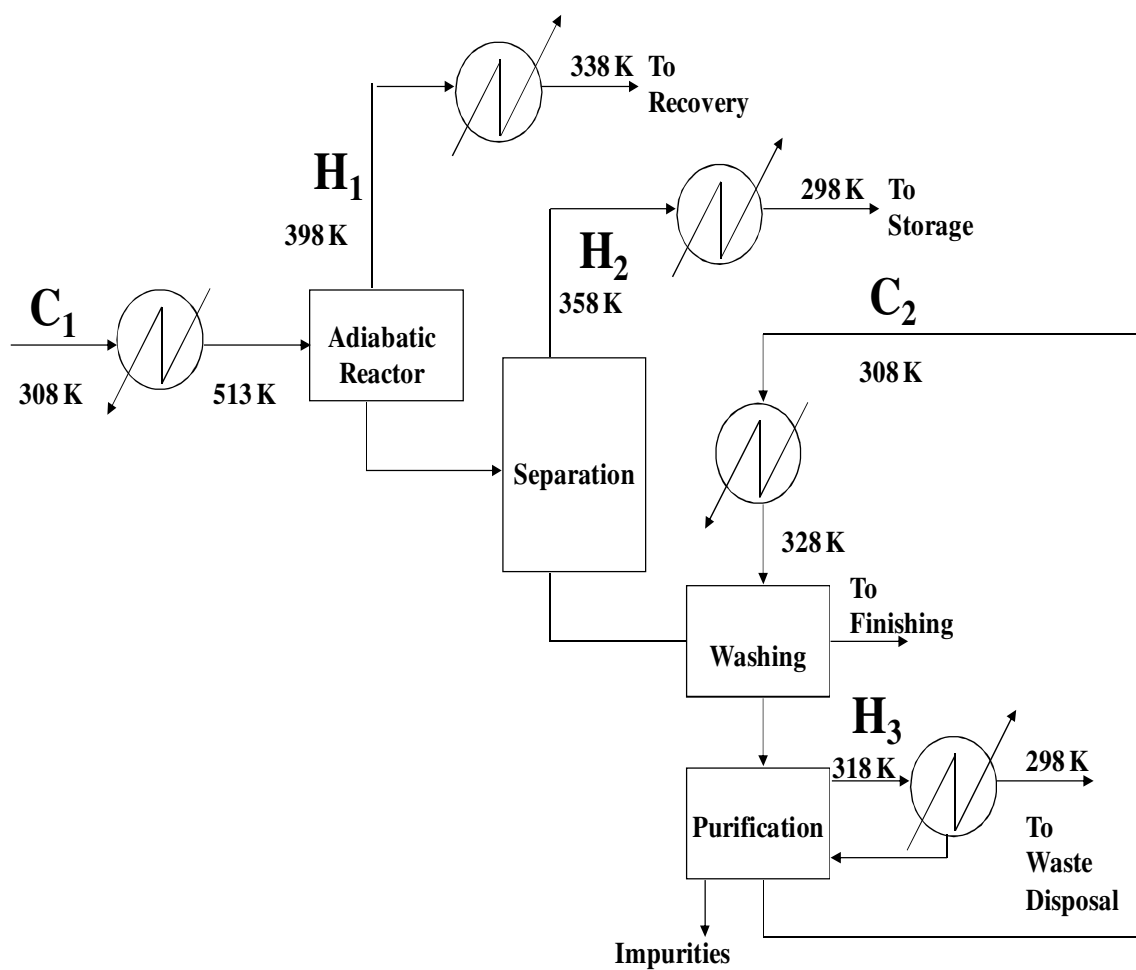 338 K To
Recovery
H₁
398 K
298 K To
Storage
H₂
358 K
C₁
308 K
513 K
Adiabatic
Reactor
C₂
308 K
Separation
328 K
To
Finishing
Washing
H₃
318 K
298 K
Purification
To
Waste
Disposal
Impurities